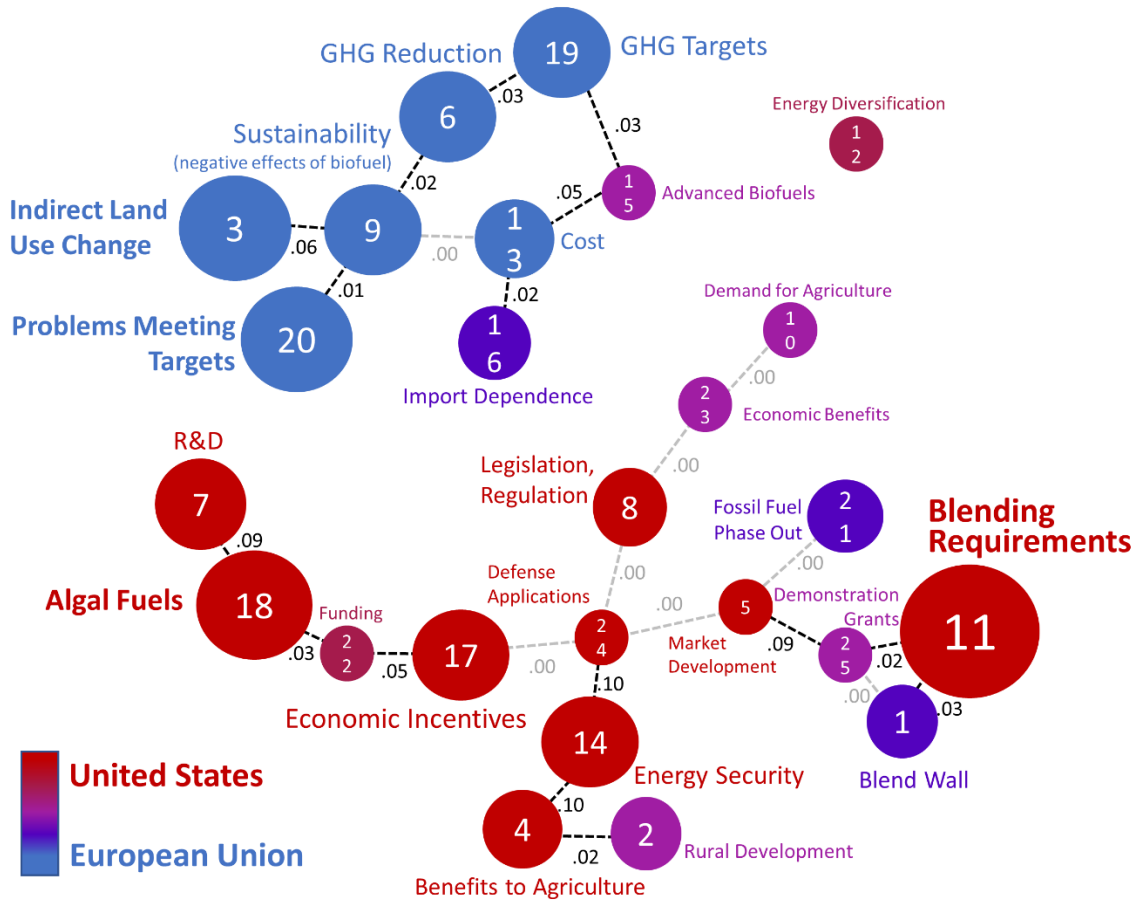 GHG Reduction
19
GHG Targets
.03
6
.03
Energy Diversification
1
2
Sustainability
(negative effects of biofuel)
.02
.05
1
5
Advanced Biofuels
Indirect Land
Use Change
3
.06
9
.00
1
3
Cost
.01
.02
Problems Meeting
Targets
20
1
6
Import Dependence
Demand for Agriculture
1
0
.00
2
3
Economic Benefits
.00
R&D
7
.09
Legislation,
Regulation
8
.00
Fossil Fuel
Phase Out
2
1
.00
Blending
Requirements
11
Algal Fuels
18
.03
Funding
2
2
.05
17
Economic Incentives
.00
Defense
Applications
2
4
.00
5
Market
Development
.09
Demonstration
Grants
2
5
.02
.00
.03
1
Blend Wall
.10
14
Energy Security
.10
4
.02
2
Rural Development
Benefits to Agriculture
United States
European Union